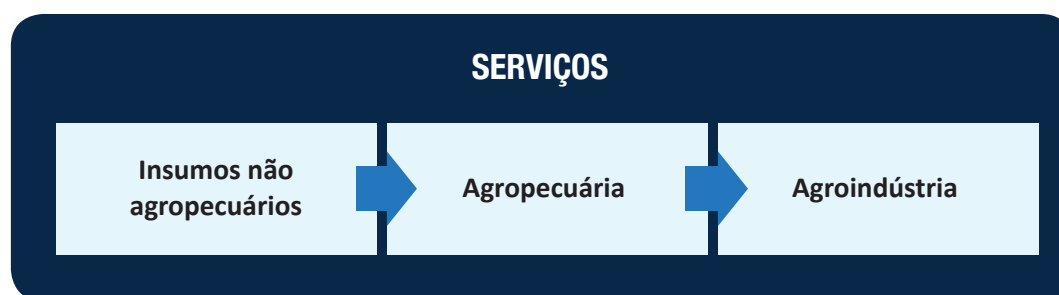 SERVIÇOS
Insumos não
agropecuários
Agropecuária
Agroindústria